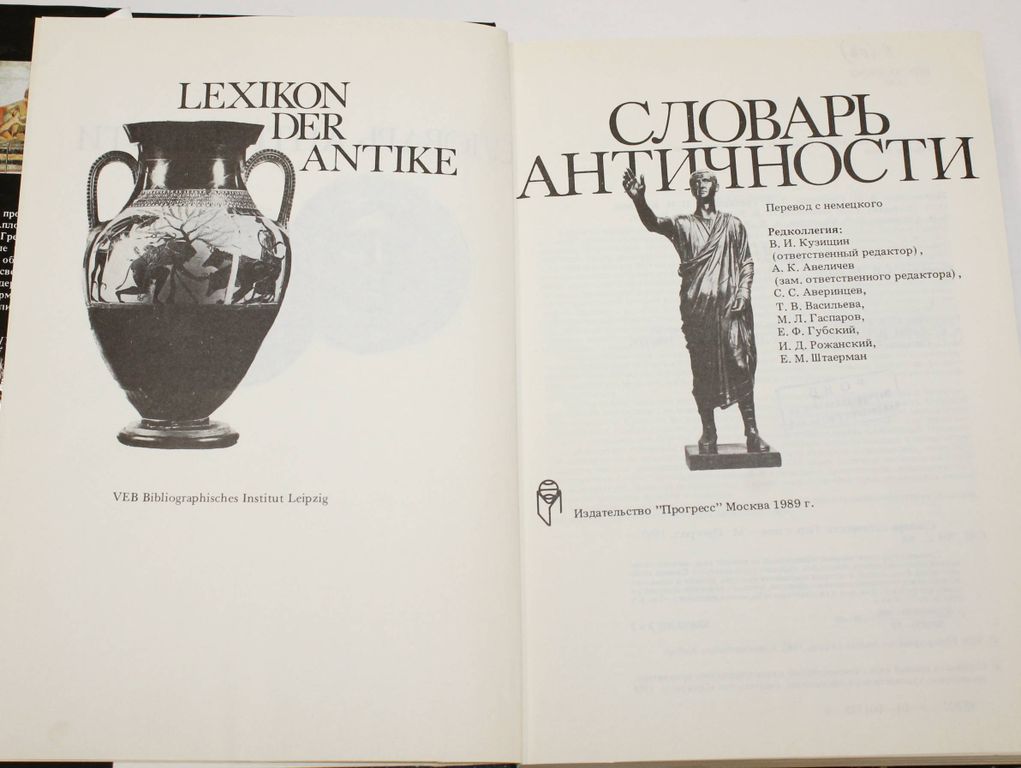 LEXIKON
DER
ANTIKE
VEB Bibliographisches Institut Leipzig
СЛОВАРЬ
АНТИЧНОСТИ
Перевод с немецкого
Редколлегия:
В. И. Кузищин
(ответственный редактор),
А. К. Авеличев
(зам. ответственного редактора),
С. С. Аверинцев,
Т. В. Васильева,
М. Л. Гаспаров,
Е. Ф. Губский,
И. Д. Рожанский,
Е. М. Штаерман
Издательство "Прогресс" Москва 1989 г.